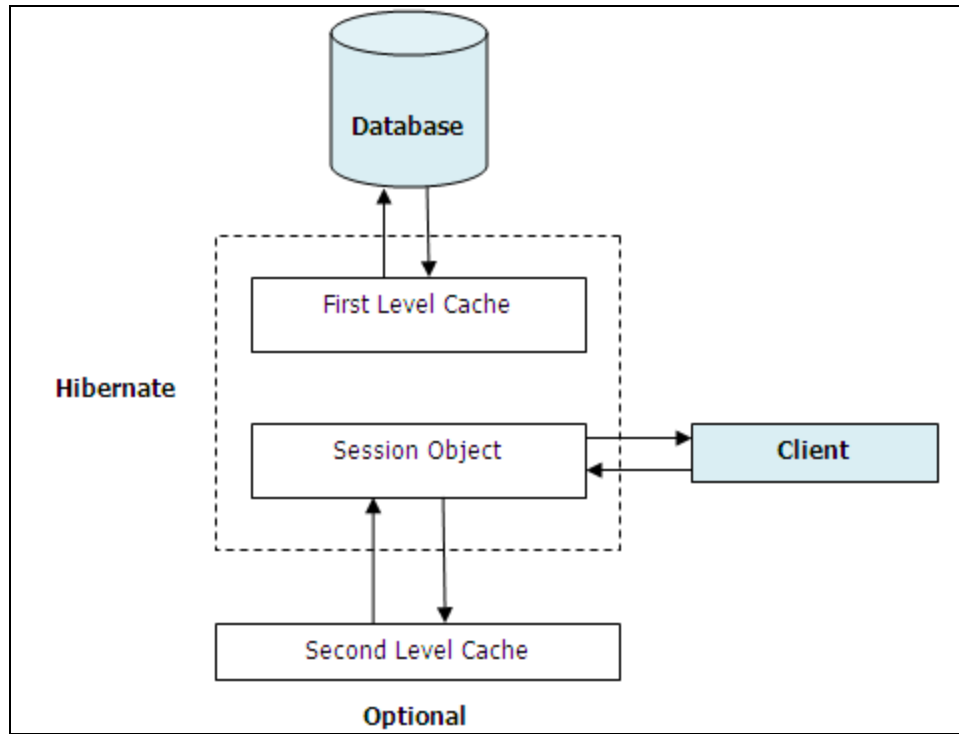 Database
First Level Cache
Hibernate
Session Object
Client
Second Level Cache
Optional